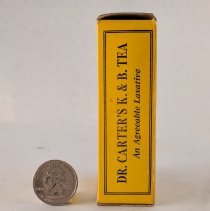 DR. CARTER'S K. & B. TEA
An Agreeable Laxative